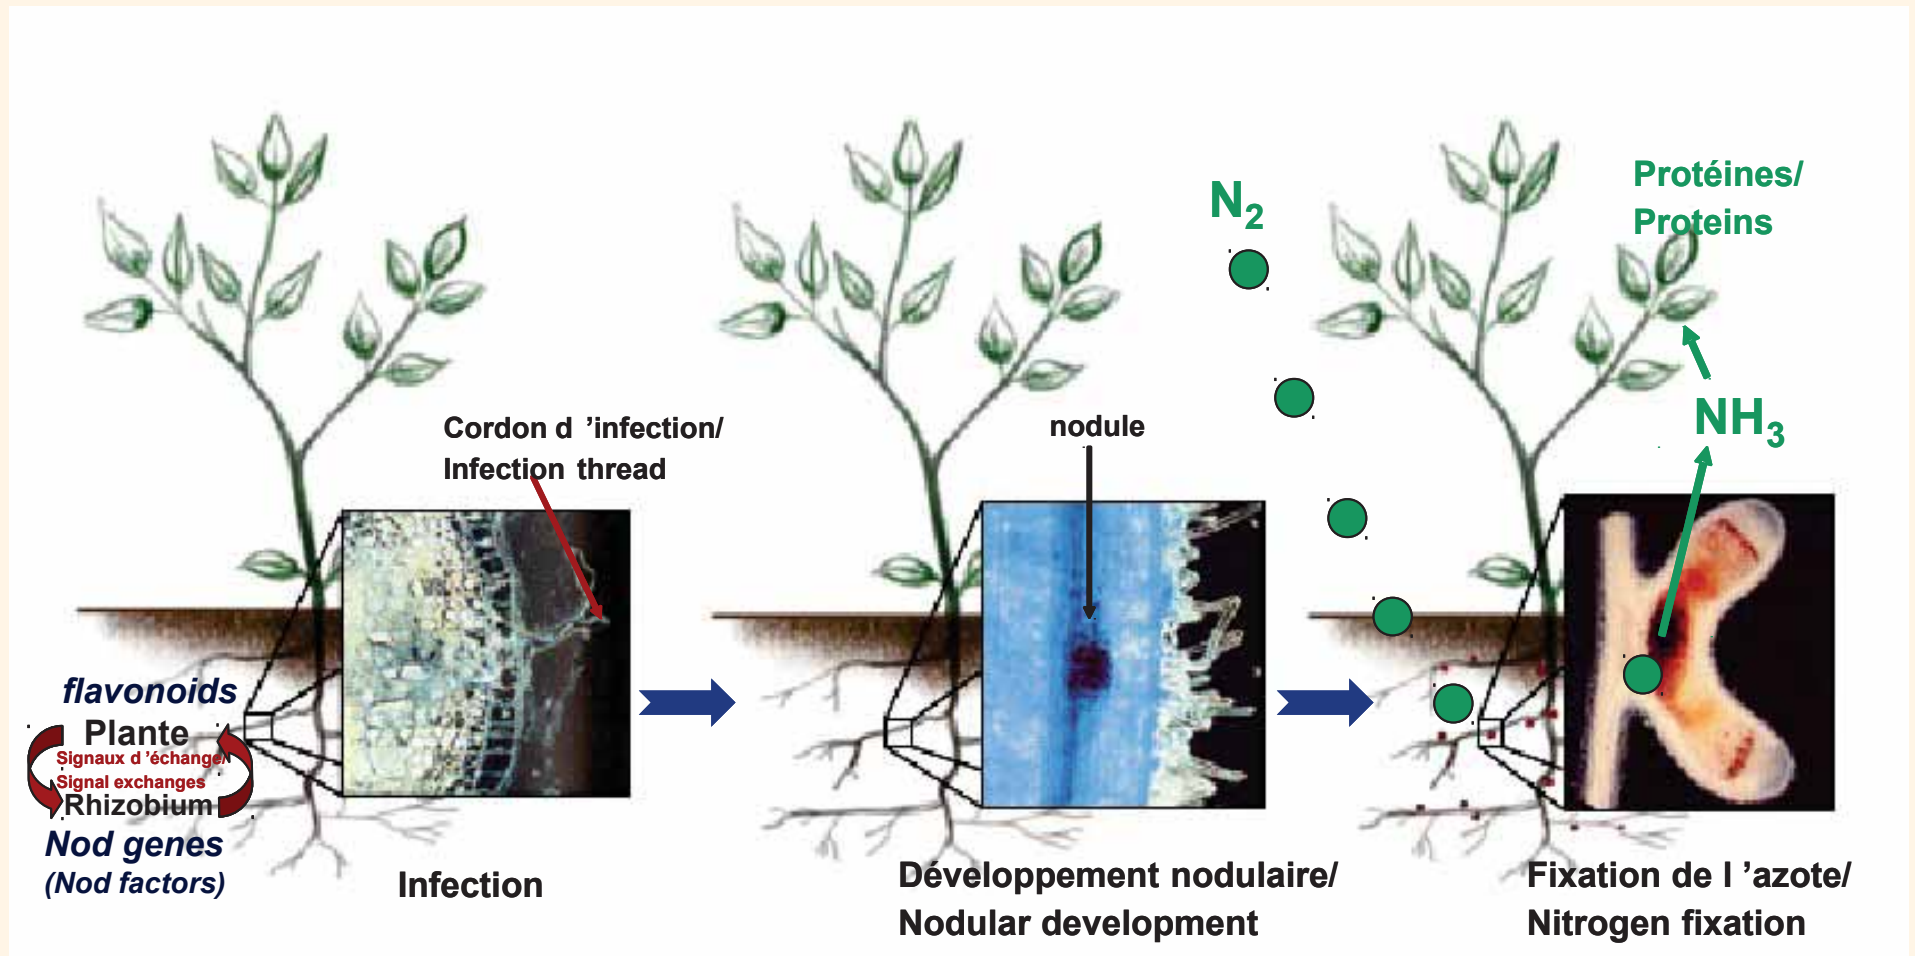 N2
Protéines/
Proteins
Cordon d ’infection/
Infection thread
nodule
NH3
flavonoids
Plante
Signaux d ’échange/
Signal exchanges
Rhizobium
Nod genes
(Nod factors)
Infection
Développement nodulaire/
Nodular development
Fixation de l ’azote/
Nitrogen fixation